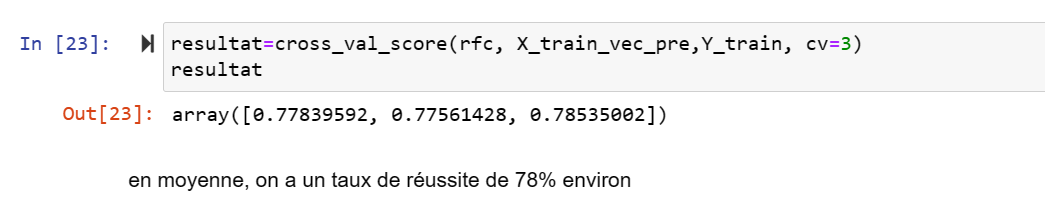 In [23]: resultat=cross_val_score(rfc, X_train_vec_pre,Y_train, cv=3)
resultat
Out[23]: array([0.77839592, 0.77561428, 0.78535002])
en moyenne, on a un taux de réussite de 78% environ